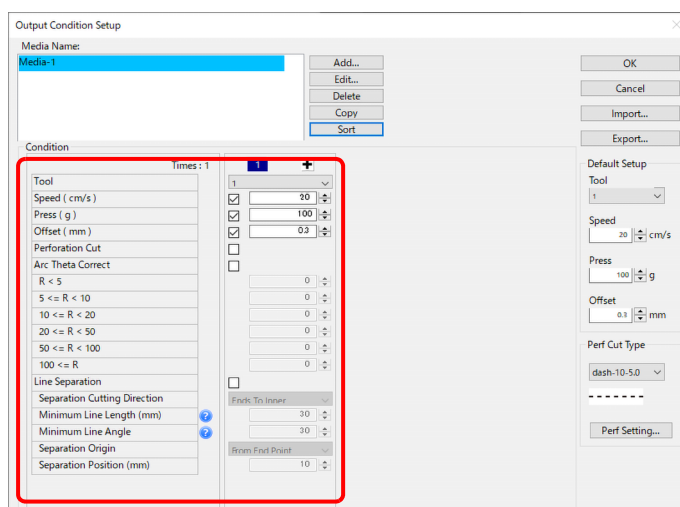 Output Condition Setup
Media Name:
Media-1
Add...
Edit...
Delete
Copy
Sort
OK
Cancel
Import...
Export...
Condition
Times : 1
1
Tool
1
Speed ( cm/s )
20
Press ( g )
100
Offset ( mm )
0.3
Perforation Cut
Arc Theta Correct
R < 5
0
5 <= R < 10
0
10 <= R < 20
0
20 <= R < 50
0
50 <= R < 100
0
100 <= R
0
Line Separation
Separation Cutting Direction
Ends To Inner
Minimum Line Length (mm)
?
30
Minimum Line Angle
?
30
Separation Origin
From End Point
Separation Position (mm)
10
Default Setup
Tool
1
Speed
20 cm/s
Press
100 g
Offset
0.3 mm
Perf Cut Type
dash-10-5.0
Perf Setting...